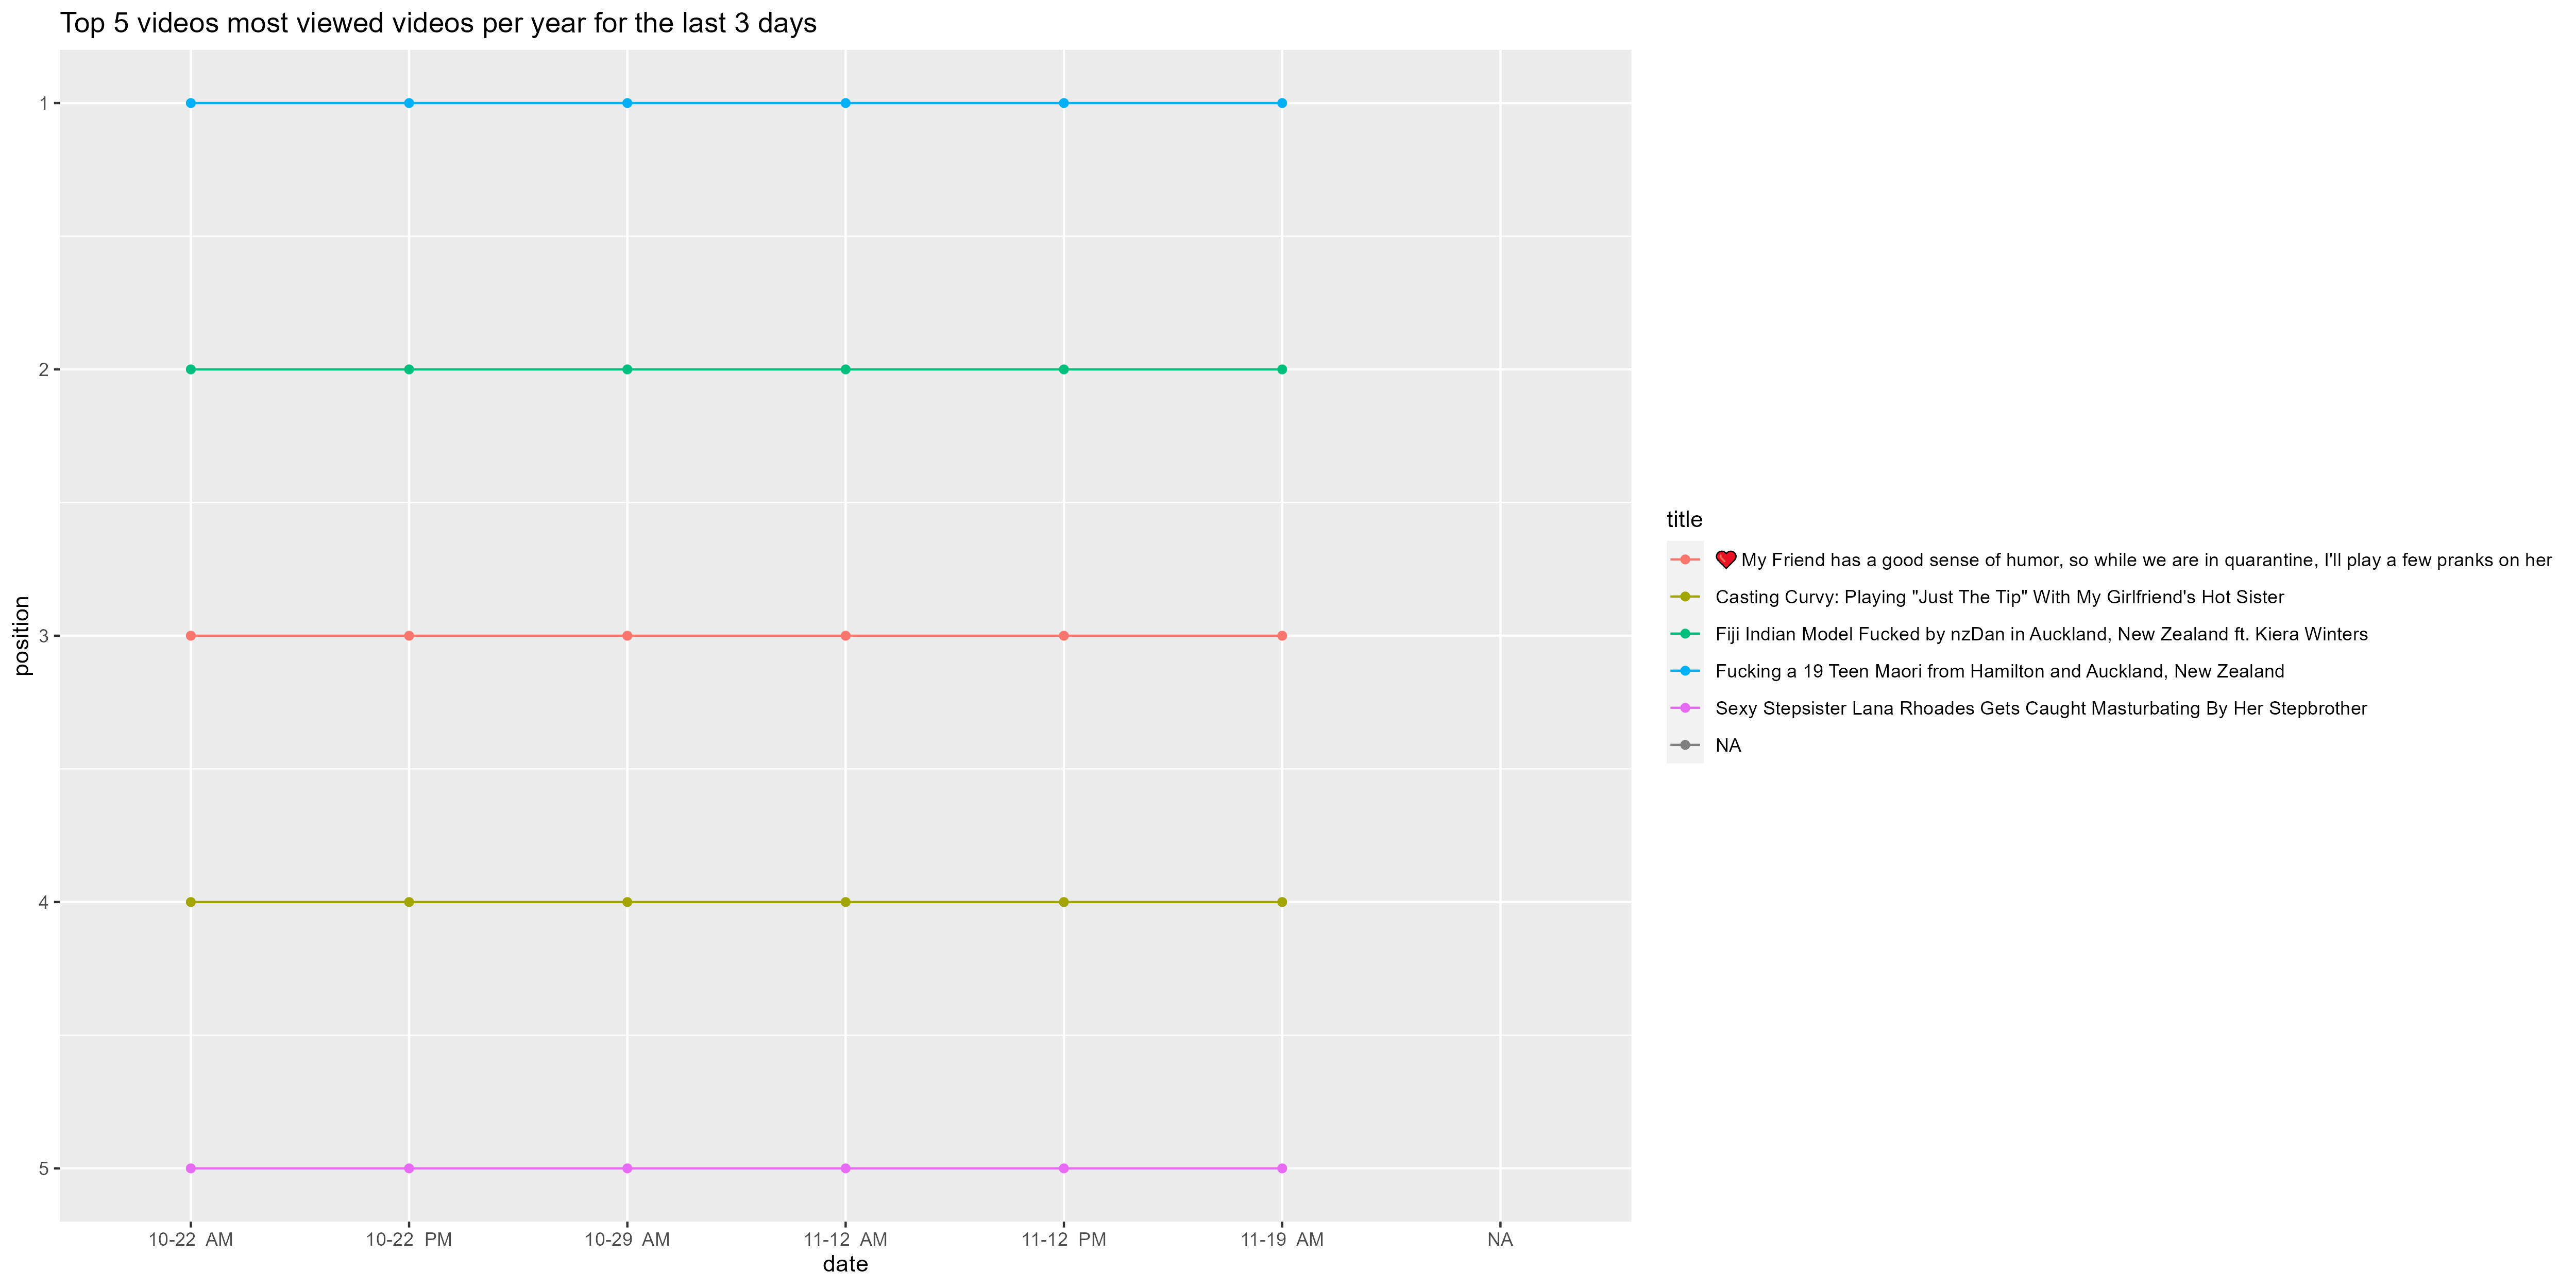 Top 5 videos most viewed videos per year for the last 3 days
position
1
2
3
4
5
10-22 AM
10-22 PM
10-29 AM
11-12 AM
11-12 PM
11-19 AM
NA
date
title
❤️ My Friend has a good sense of humor, so while we are in quarantine, I'll play a few pranks on her
Casting Curvy: Playing "Just The Tip" With My Girlfriend's Hot Sister
Fiji Indian Model Fucked by nzDan in Auckland, New Zealand ft. Kiera Winters
Fucking a 19 Teen Maori from Hamilton and Auckland, New Zealand
Sexy Stepsister Lana Rhoades Gets Caught Masturbating By Her Stepbrother
NA